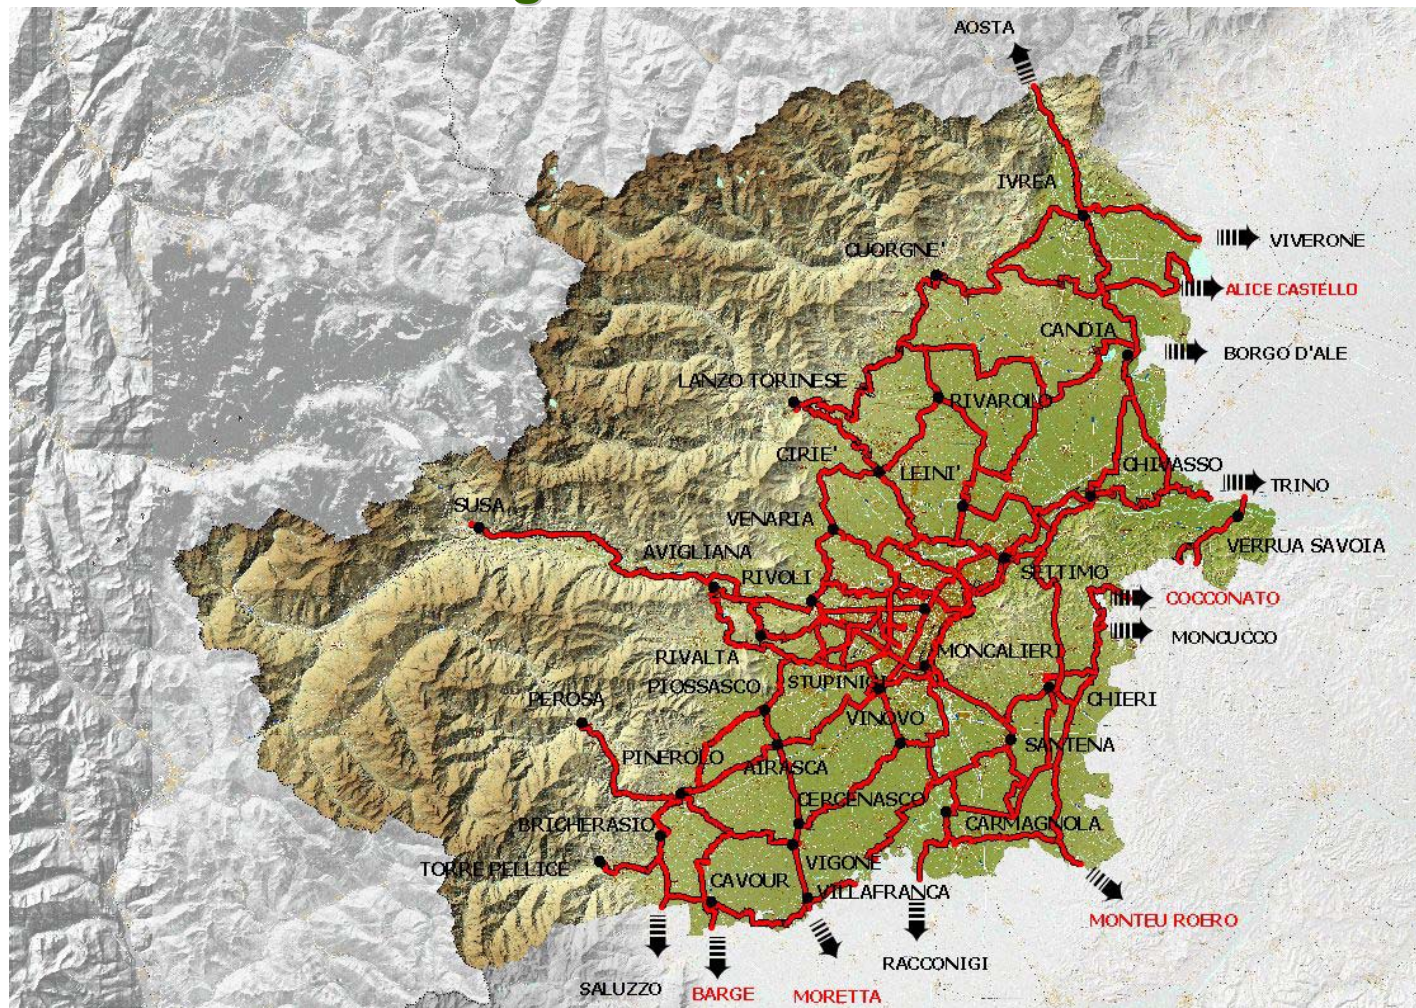 AOSTA
IVREA
VIVERONE
CUORGNE'
ALICE CASTELLO
CANDIA
BORGO D'ALE
LANZO TORINESE
RIVAROLO
CIRIE'
LEINI'
CHIVASSO
TRINO
SUSA
VENARIA
VERRUA SAVOIA
AVIGLIANA
RIVOLI
SETTIMO
COCCONATO
MONCUCCO
RIVALTA
MONCALIERI
PIOSSASCO
STUPINIGI
PEROSA
VINOVO
CHIERI
PINEROLO
AIRASCA
SANTENA
CERCENASCO
BRICHERASIO
CARMAGNOLA
TORRE PELLICE
VIGONE
CAVOUR
VILLAFRANCA
MONTEU ROERO
RACCONIGI
SALUZZO
BARGE
MORETTA